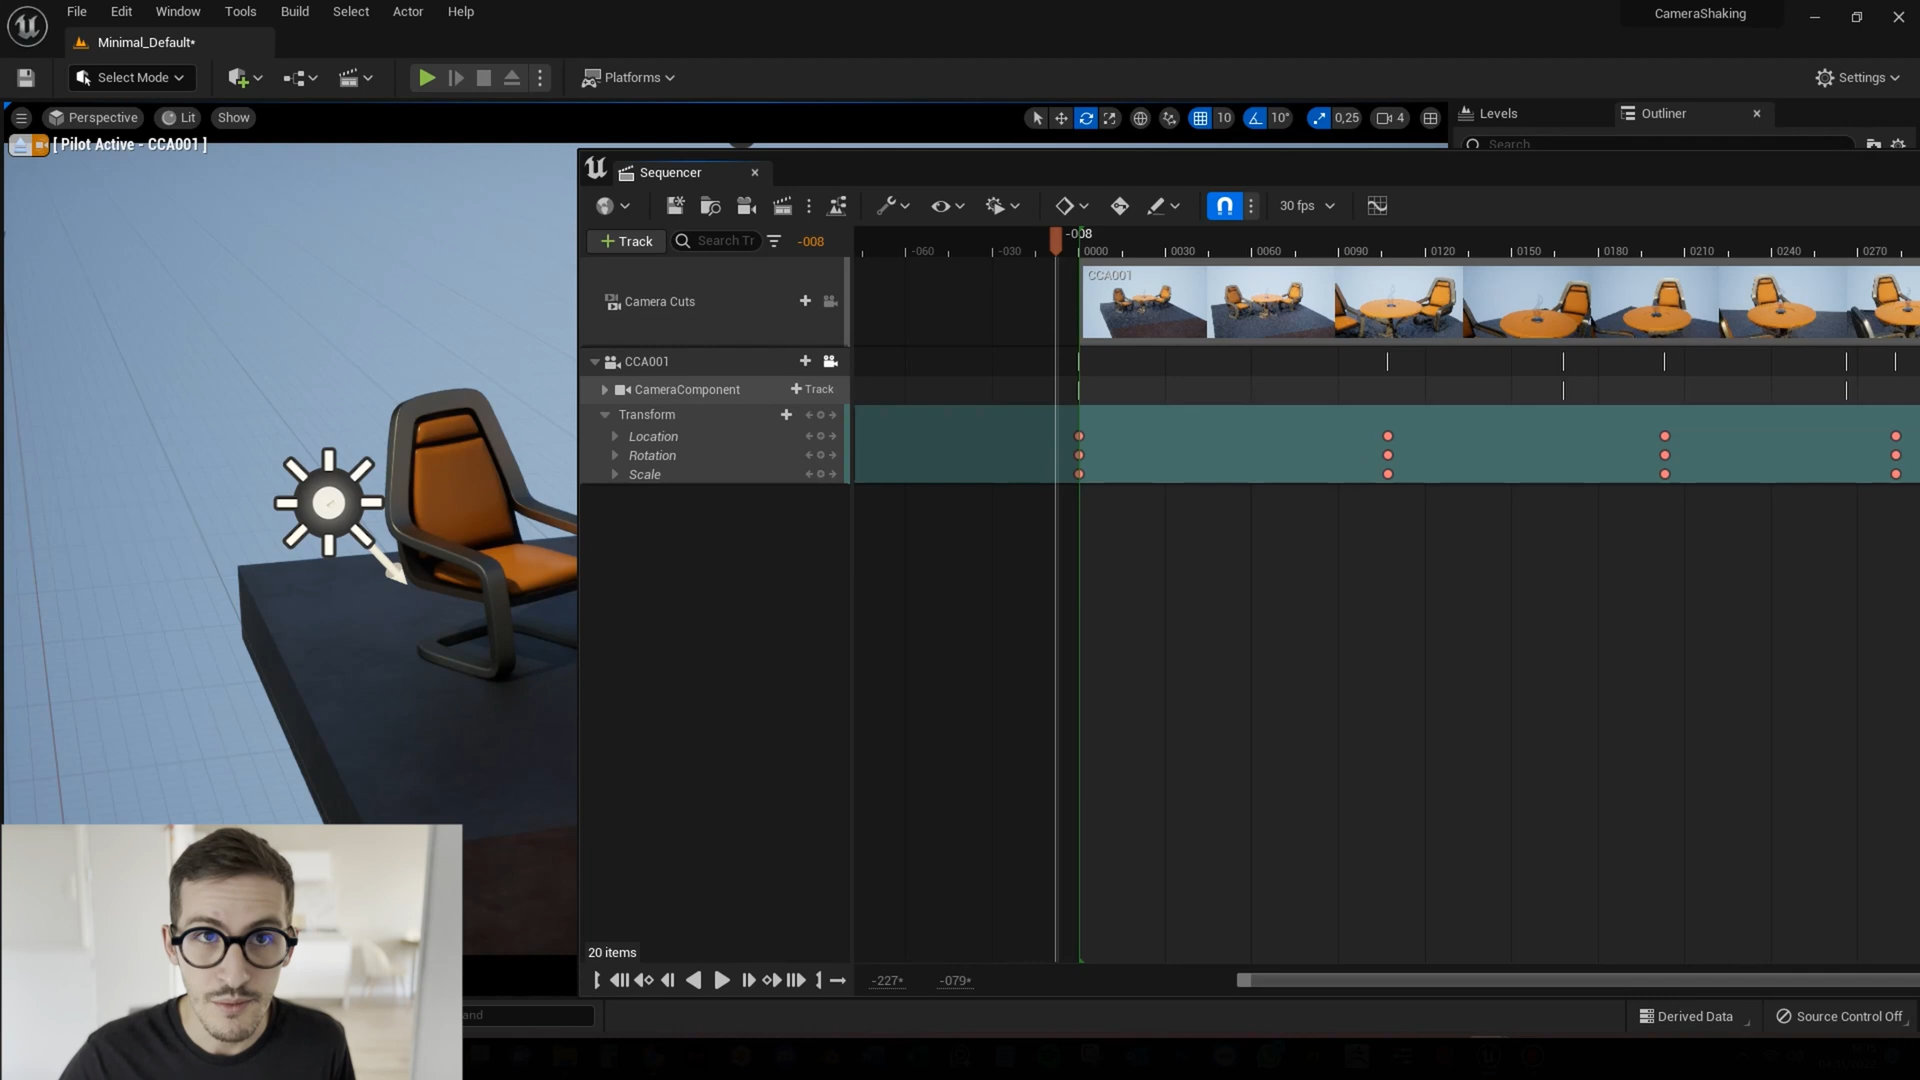 File Edit Window Tools Build Select Actor Help
CameraShaking
Minimal_Default*
Select Mode
Platforms
Settings
Perspective Lit Show
10 10° 0,25 4
Levels
Outliner
[ Pilot Active - CCA001 ]
Search
Sequencer
30 fps
Track
Search Tr
-008
-008
-060 -030 0000 0030 0060 0090 0120 0150 0180 0210 0240 0270
CCA001
Camera Cuts
CCA001
CameraComponent
Track
Transform
Location
Rotation
Scale
20 items
-227*
-079*
and
Derived Data
Source Control Off